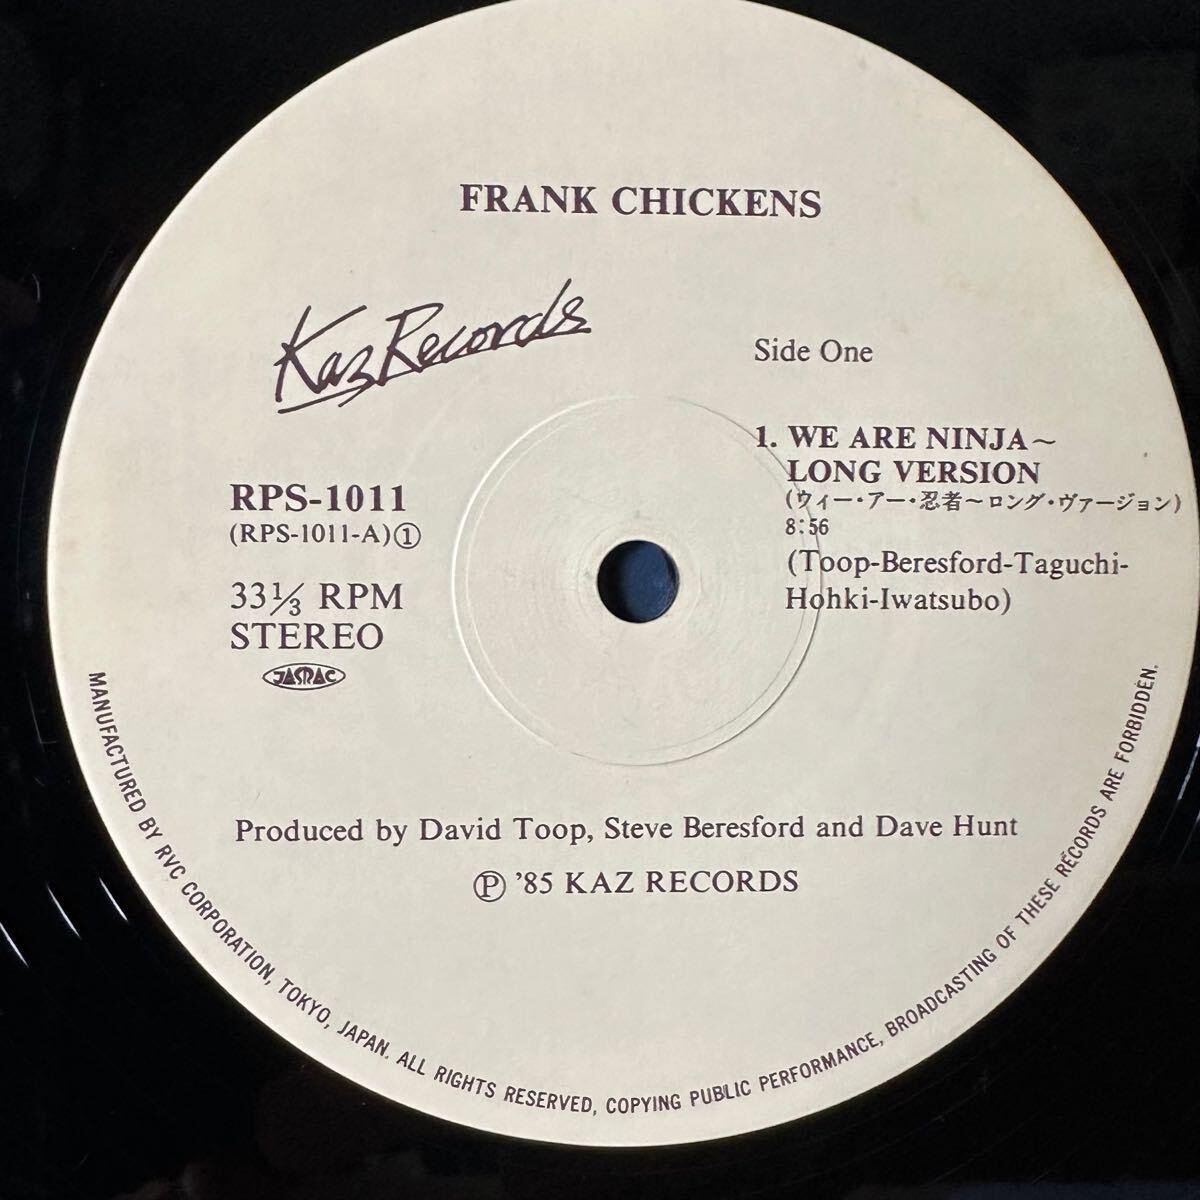 FRANK CHICKENS
Kaz Records
Side One
1. WE ARE NINJA~
LONG VERSION
(ウィー・アー・忍者～ロング・ヴァージョン)
8:56
(Toop-Beresford-Taguchi-
Hohki-Iwatsubo)
RPS-1011
(RPS-1011-A)①
33⅓ RPM
STEREO
JASRAC
Produced by David Toop, Steve Beresford and Dave Hunt
Ⓟ '85 KAZ RECORDS
MANUFACTURED BY RVC CORPORATION, TOKYO, JAPAN. ALL RIGHTS RESERVED, COPYING PUBLIC PERFORMANCE, BROADCASTING OF THESE RECORDS ARE FORBIDDEN.